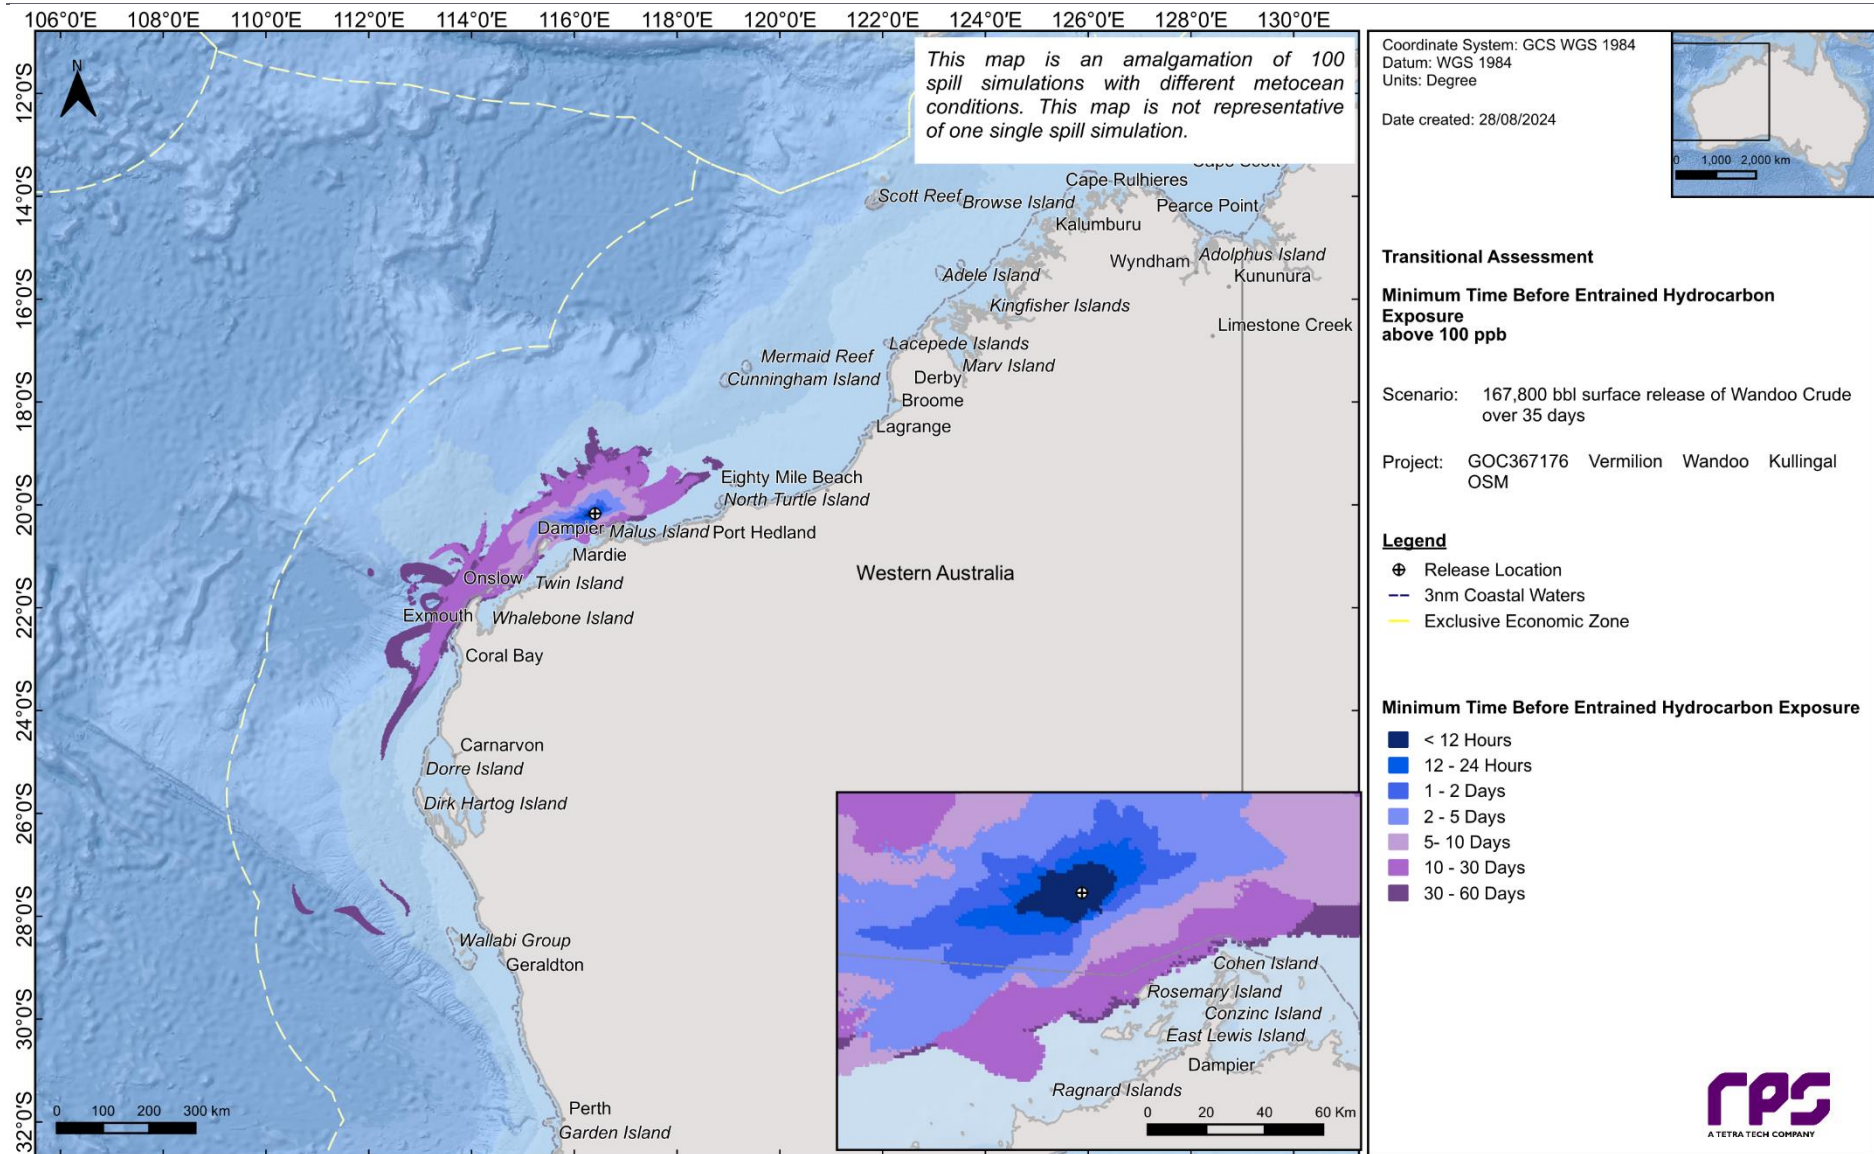 106°0'E 108°0'E 110°0'E 112°0'E 114°0'E 116°0'E 118°0'E 120°0'E 122°0'E 124°0'E 126°0'E 128°0'E 130°0'E
12°0'S
14°0'S
16°0'S
18°0'S
20°0'S
22°0'S
24°0'S
26°0'S
28°0'S
30°0'S
32°0'S
N
This map is an amalgamation of 100
spill simulations with different metocean
conditions. This map is not representative
of one single spill simulation.
Cape Scott
Cape Rulhieres
Scott Reef
Browse Island
Pearce Point
Kalumburu
Adolphus Island
Wyndham
Kununura
Adele Island
Kingfisher Islands
Limestone Creek
Lacepede Islands
Mermaid Reef
Mary Island
Cunningham Island
Derby
Broome
Lagrange
Eighty Mile Beach
North Turtle Island
Dampier
Malus Island
Port Hedland
Mardie
Western Australia
Onslow
Twin Island
Exmouth
Whalebone Island
Coral Bay
Carnarvon
Dorre Island
Dirk Hartog Island
Wallabi Group
Geraldton
Perth
Garden Island
0 100 200 300 km
Cohen Island
Rosemary Island
Conzinc Island
East Lewis Island
Dampier
Ragnard Islands
0 20 40 60 Km
Coordinate System: GCS WGS 1984
Datum: WGS 1984
Units: Degree
Date created: 28/08/2024
0 1,000 2,000 km
Transitional Assessment
Minimum Time Before Entrained Hydrocarbon
Exposure
above 100 ppb
Scenario: 167,800 bbl surface release of Wandoo Crude
over 35 days
Project: GOC367176 Vermilion Wandoo Kullingal
OSM
Legend
Release Location
3nm Coastal Waters
Exclusive Economic Zone
Minimum Time Before Entrained Hydrocarbon Exposure
< 12 Hours
12 - 24 Hours
1 - 2 Days
2 - 5 Days
5- 10 Days
10 - 30 Days
30 - 60 Days
rps
A TETRA TECH COMPANY